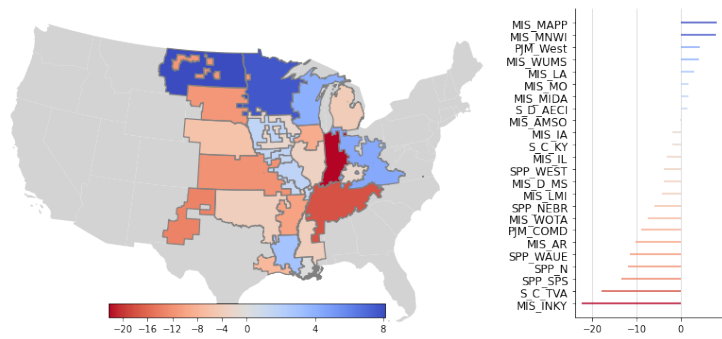 MIS_MAPP
MIS_MNWI
PJM_West
MIS_WUMS
MIS_LA
MIS_MO
MIS_MIDA
S_D_AECI
MIS_AMSO
MIS_IA
S_C_KY
MIS_IL
SPP_WEST
MIS_D_MS
MIS_LMI
SPP_NEBR
MIS_WOTA
PJM_COMD
MIS_AR
SPP_WAUE
SPP_N
SPP_SPS
S_C_TVA
MIS_INKY
−20 −16 −12 −8 −4 0 4 8
−20 −10 0